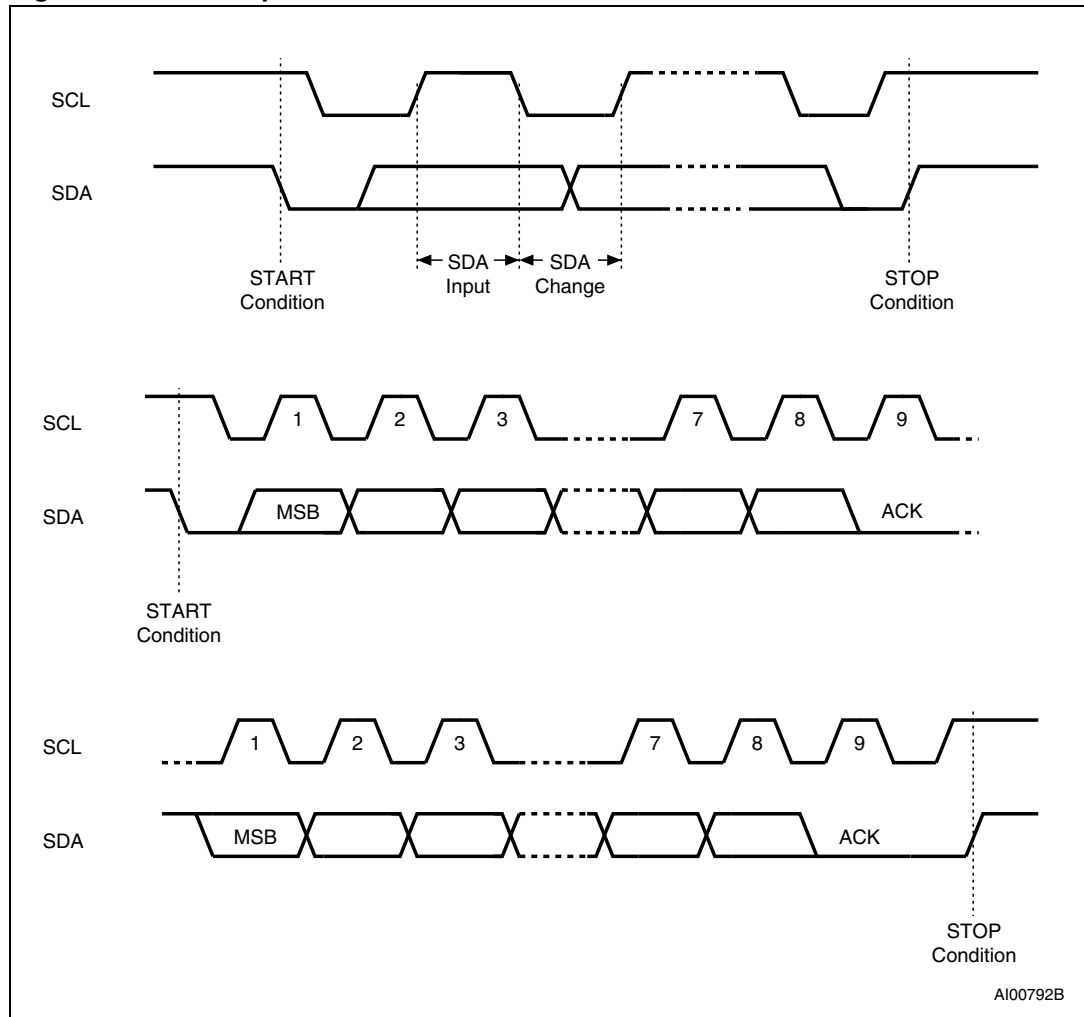 SCL
SDA
SDA
Input
SDA
Change
START
Condition
STOP
Condition
SCL
1
2
3
7
8
9
SDA
MSB
ACK
START
Condition
SCL
1
2
3
7
8
9
SDA
MSB
ACK
STOP
Condition
AI00792B